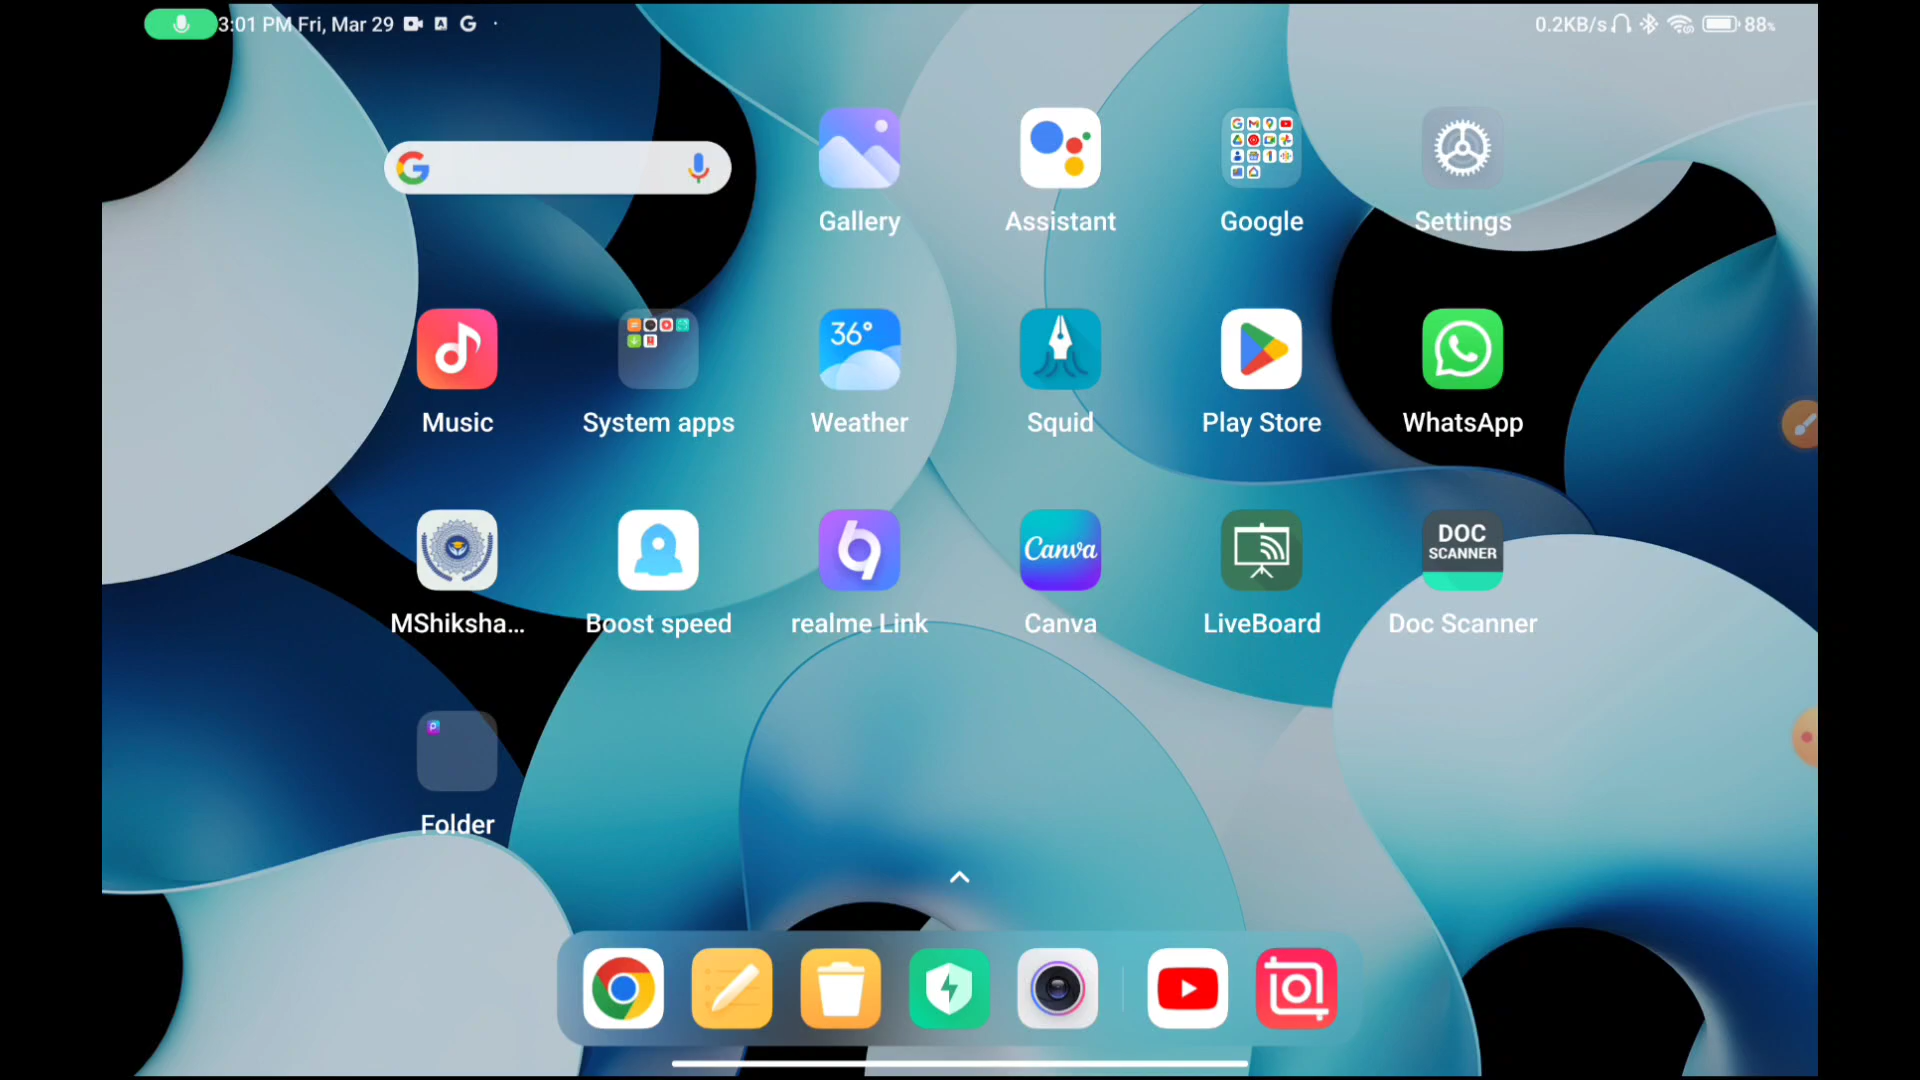 3:01 PM Fri, Mar 29
0.2KB/s 88%
Gallery
Assistant
Google
Settings
Music
System apps
36°
Weather
Squid
Play Store
WhatsApp
MShiksha...
Boost speed
realme Link
Canva
Canva
LiveBoard
DOC
SCANNER
Doc Scanner
Folder